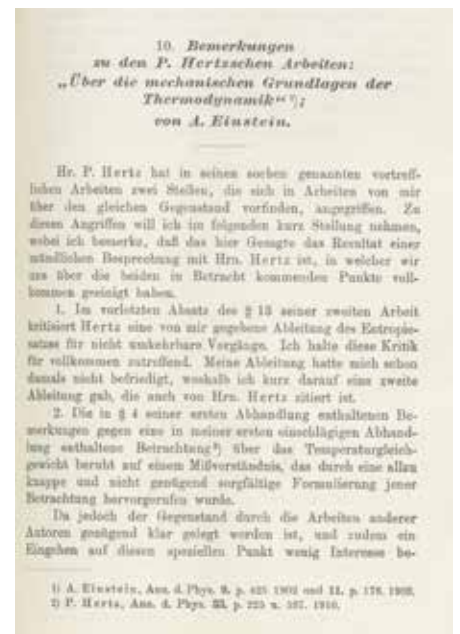 10. Bemerkungen
zu den P. Hertzschen Arbeiten:
„Über die mechanischen Grundlagen der
Thermodynamik“ ¹);
von A. Einstein.
Hr. P. Hertz hat in seinen soeben genannten vortreff-
lichen Arbeiten zwei Stellen, die sich in Arbeiten von mir
über den gleichen Gegenstand vorfinden, angegriffen. Zu
diesen Angriffen will ich im folgenden kurz Stellung nehmen,
wobei ich bemerke, daß das hier Gesagte das Resultat einer
mündlichen Besprechung mit Hrn. Hertz ist, in welcher wir
uns über die beiden in Betracht kommenden Punkte voll-
kommen geeinigt haben.
1. Im vorletzten Absatz des § 13 seiner zweiten Arbeit
kritisiert Hertz eine von mir gegebene Ableitung des Entropie-
satzes für nicht umkehrbare Vorgänge. Ich halte diese Kritik
für vollkommen zutreffend. Meine Ableitung hatte mich schon
damals nicht befriedigt, weshalb ich kurz darauf eine zweite
Ableitung gab, die auch von Hrn. Hertz zitiert ist.
2. Die in § 4 seiner ersten Abhandlung enthaltenen Be-
merkungen gegen eine in meiner ersten einschlägigen Abhand-
lung enthaltene Betrachtung ²) über das Temperaturgleich-
gewicht beruht auf einem Mißverständnis, das durch eine allzu
knappe und nicht genügend sorgfältige Formulierung jener
Betrachtung hervorgerufen wurde.
Da jedoch der Gegenstand durch die Arbeiten anderer
Autoren genügend klar gelegt worden ist, und zudem ein
Eingehen auf diesen speziellen Punkt wenig Interesse be-
1) A. Einstein, Ann. d. Phys. 9. p. 425 1902 und 11. p. 176. 1903.
2) P. Hertz, Ann. d. Phys. 33. p. 225 u. 537. 1910.